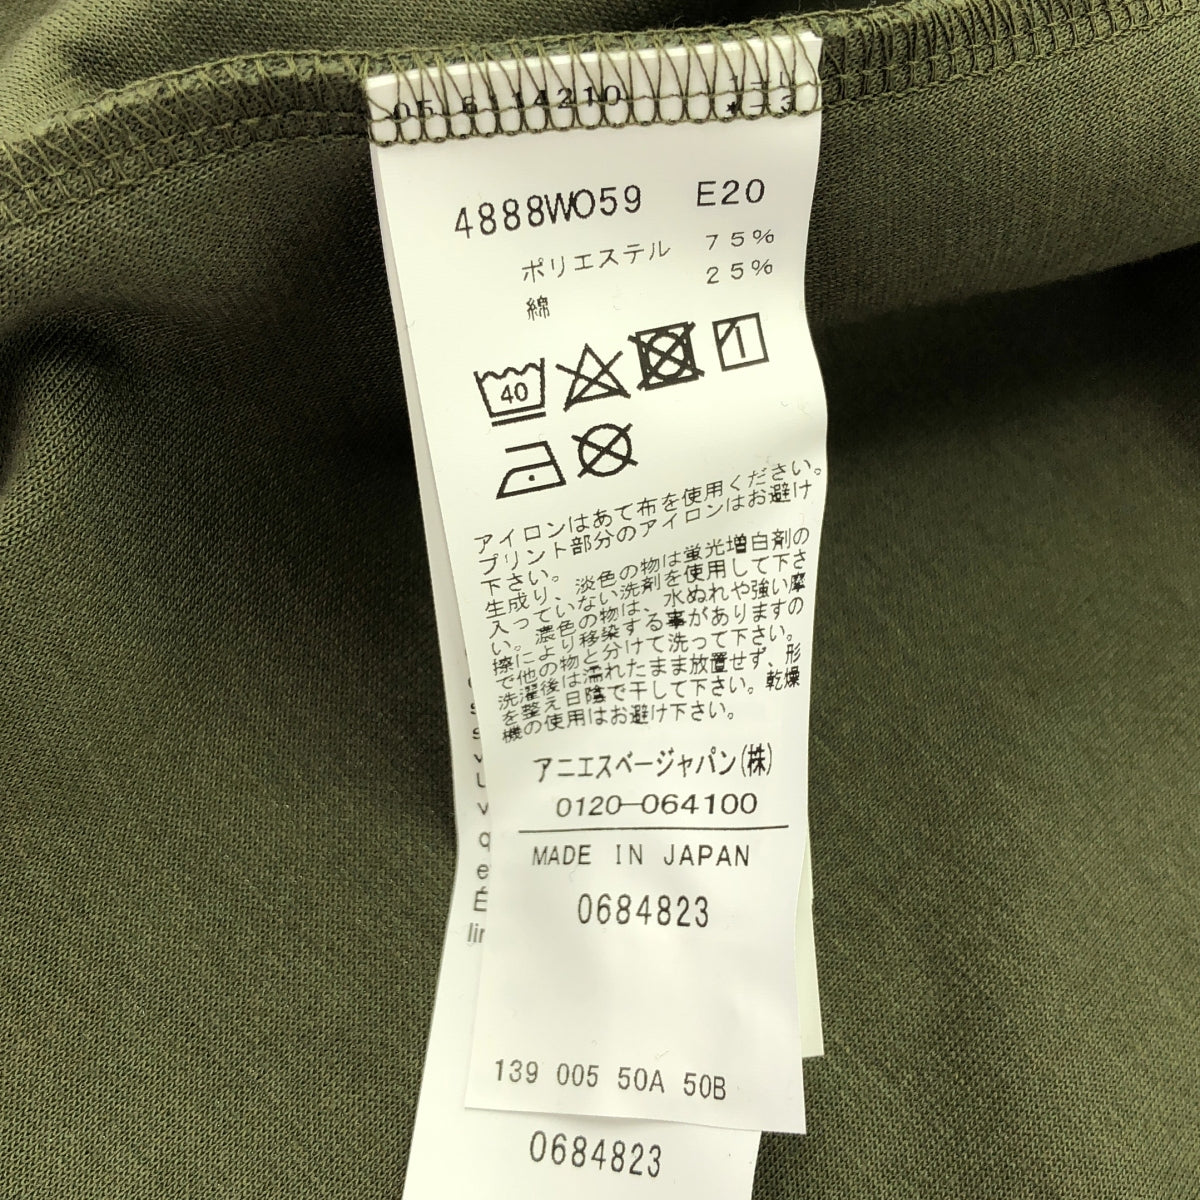 4888W059 E20
ポリエステル 75%
綿 25%
40
1
アイロンはあて布を使用ください。
プリント部分のアイロンはお避け
下さい。
生成り、淡色の物は蛍光増白剤の
入っていない洗剤を使用して下さ
い。濃色の物は、水ぬれや強い摩
擦により移染する事がありますの
で他の物と分けて洗って下さい。
洗濯後は濡れたまま放置せず、形
を整え日陰で干して下さい。乾燥
機の使用はお避け下さい。
アニエスベージャパン(株)
0120-064100
MADE IN JAPAN
0684823
139 005 50A 50B
0684823